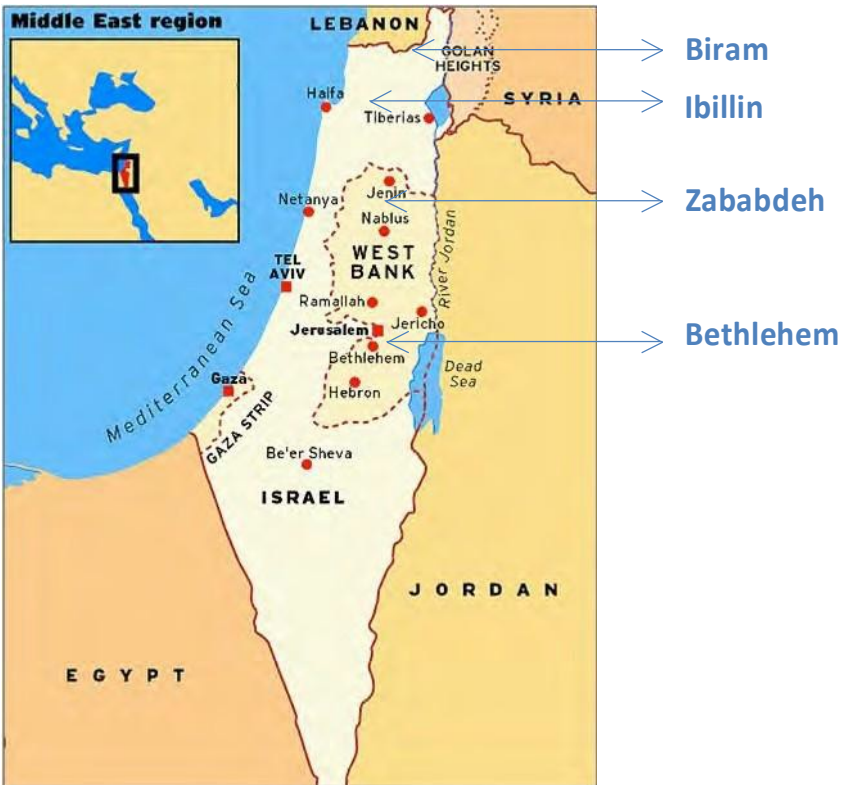 Middle East region
LEBANON
Biram
GOLAN
HEIGHTS
Haifa
SYRIA
Ibillin
Tiberias
Jenin
Netanya
Zababdeh
Nablus
WEST
BANK
TEL
AVIV
River Jordan
Ramallah
Jericho
Jerusalem
Bethlehem
Bethlehem
Mediterranean Sea
Dead
Sea
Gaza
Hebron
GAZA STRIP
Be'er Sheva
ISRAEL
JORDAN
EGYPT